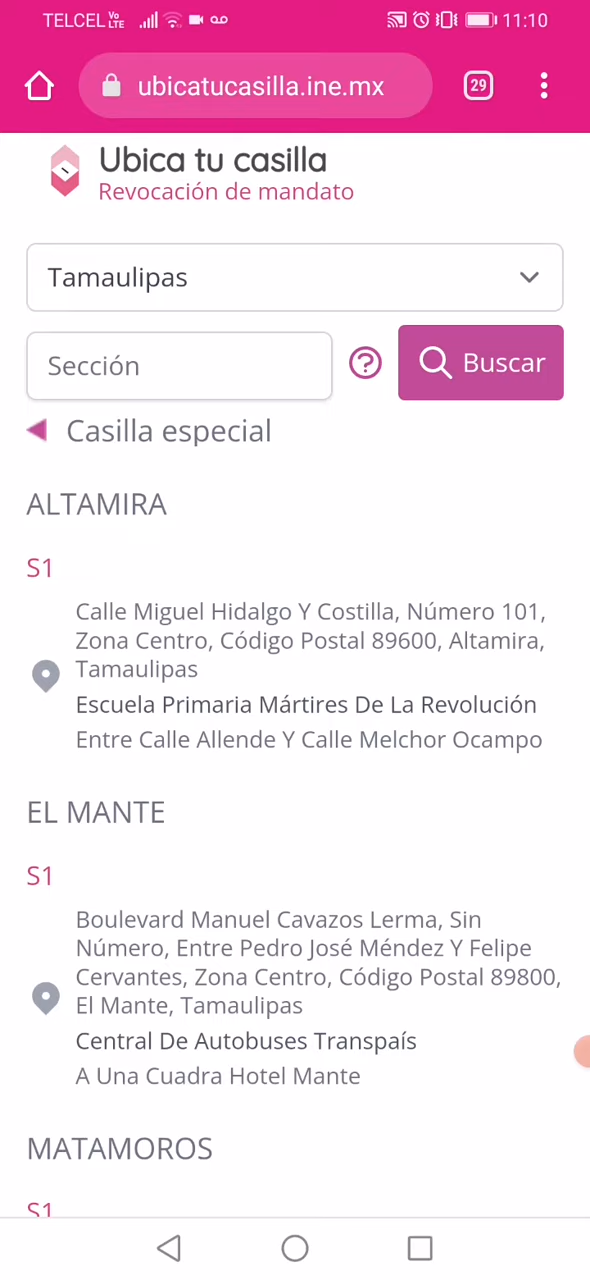 TELCEL Vo LTE 11:10
ubicatucasilla.ine.mx 29
Ubica tu casilla
Revocación de mandato
Tamaulipas
Sección ? Buscar
Casilla especial
ALTAMIRA
S1
Calle Miguel Hidalgo Y Costilla, Número 101,
Zona Centro, Código Postal 89600, Altamira,
Tamaulipas
Escuela Primaria Mártires De La Revolución
Entre Calle Allende Y Calle Melchor Ocampo
EL MANTE
S1
Boulevard Manuel Cavazos Lerma, Sin
Número, Entre Pedro José Méndez Y Felipe
Cervantes, Zona Centro, Código Postal 89800,
El Mante, Tamaulipas
Central De Autobuses Transpaís
A Una Cuadra Hotel Mante
MATAMOROS
S1